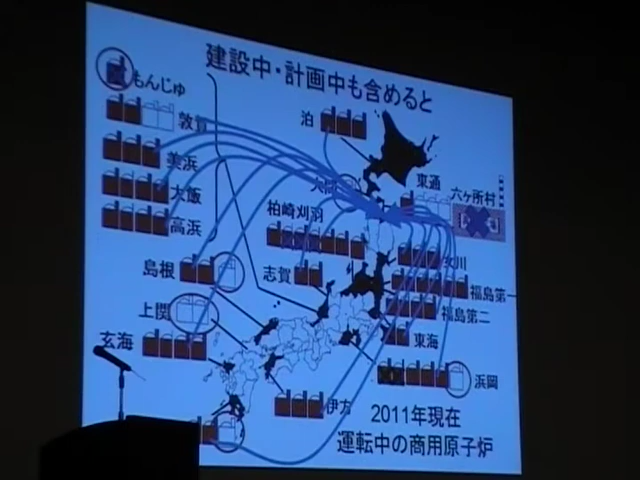 建設中・計画中も含めると
もんじゅ
敦賀
美浜
大飯
高浜
島根
上関
玄海
泊
大間
東通
六ヶ所村
柏崎刈羽
志賀
女川
福島第一
福島第二
東海
浜岡
伊方
2011年現在
運転中の商用原子炉